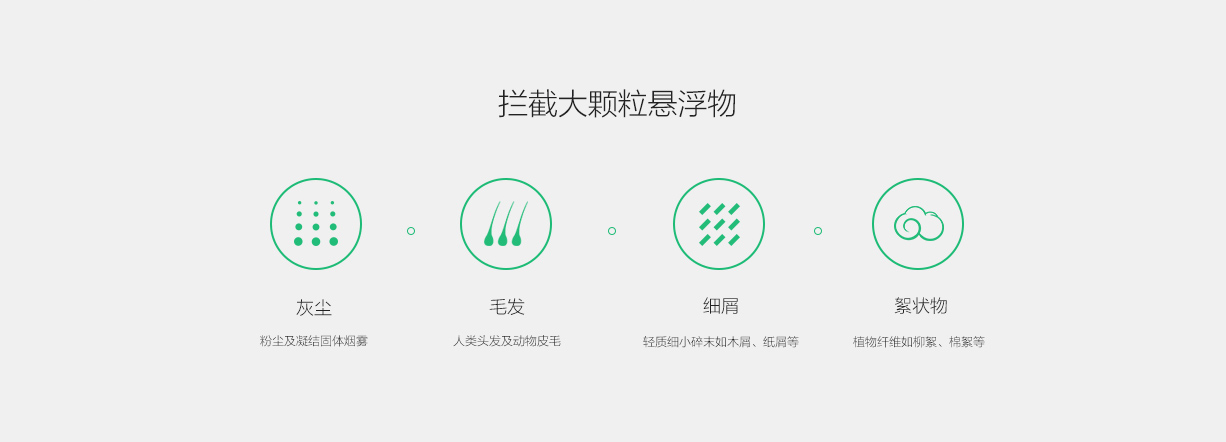 拦截大颗粒悬浮物
灰尘
毛发
细屑
絮状物
粉尘及凝结固体烟雾
人类头发及动物皮毛
轻质细小碎末如木屑、纸屑等
植物纤维如柳絮、棉絮等